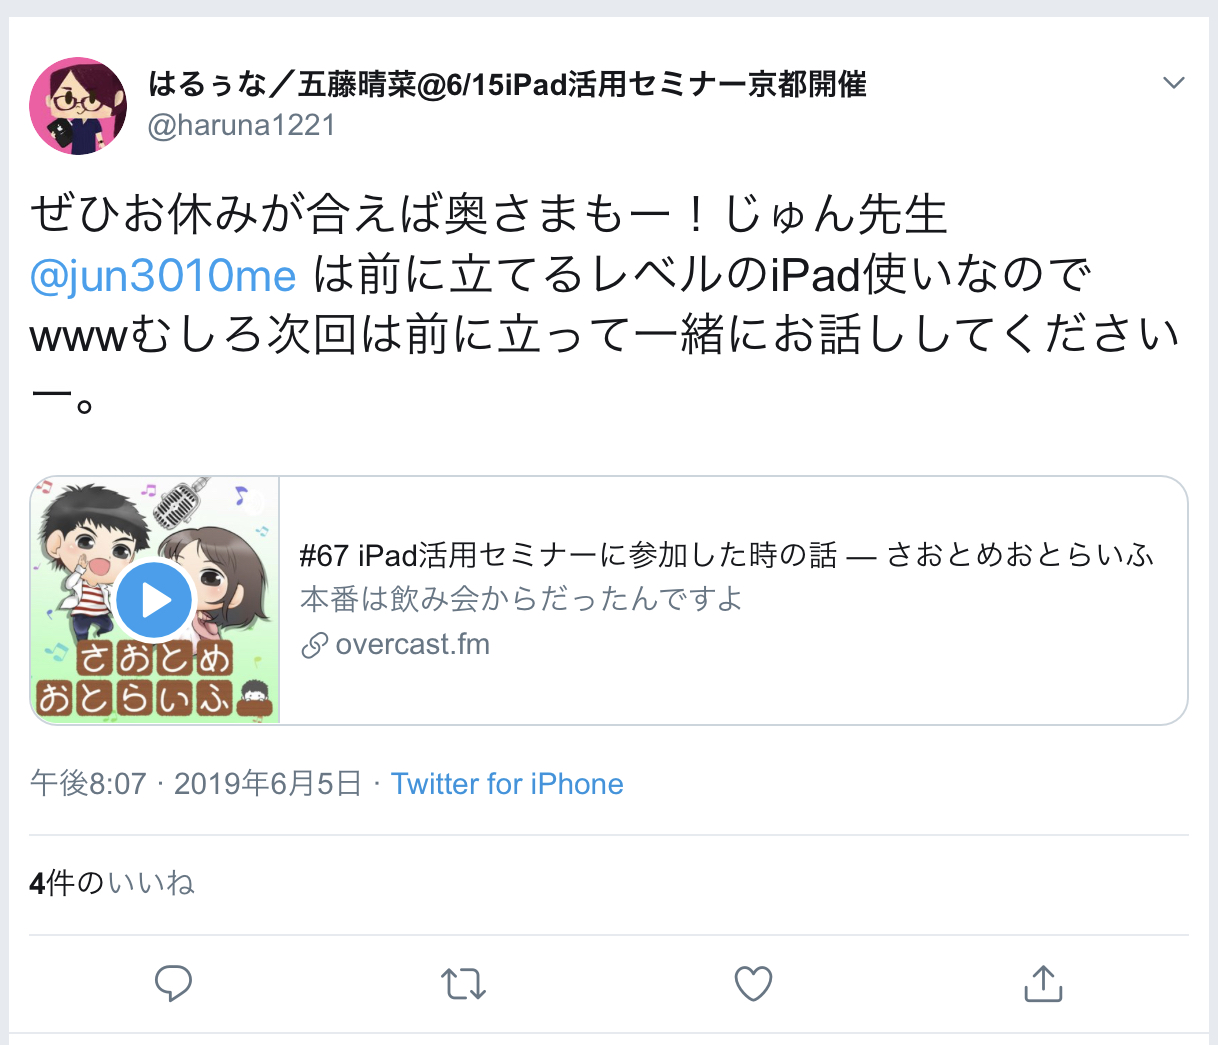 はるぅな／五藤晴菜@6/15iPad活用セミナー京都開催
@haruna1221
ぜひお休みが合えば奥さまもー！じゅん先生
@jun3010me は前に立てるレベルのiPad使いなので
wwwむしろ次回は前に立って一緒にお話ししてください
ー。
さおとめ
おとらいふ
#67 iPad活用セミナーに参加した時の話 — さおとめおとらいふ
本番は飲み会からだったんですよ
overcast.fm
午後8:07 · 2019年6月5日 · Twitter for iPhone
4件のいいね